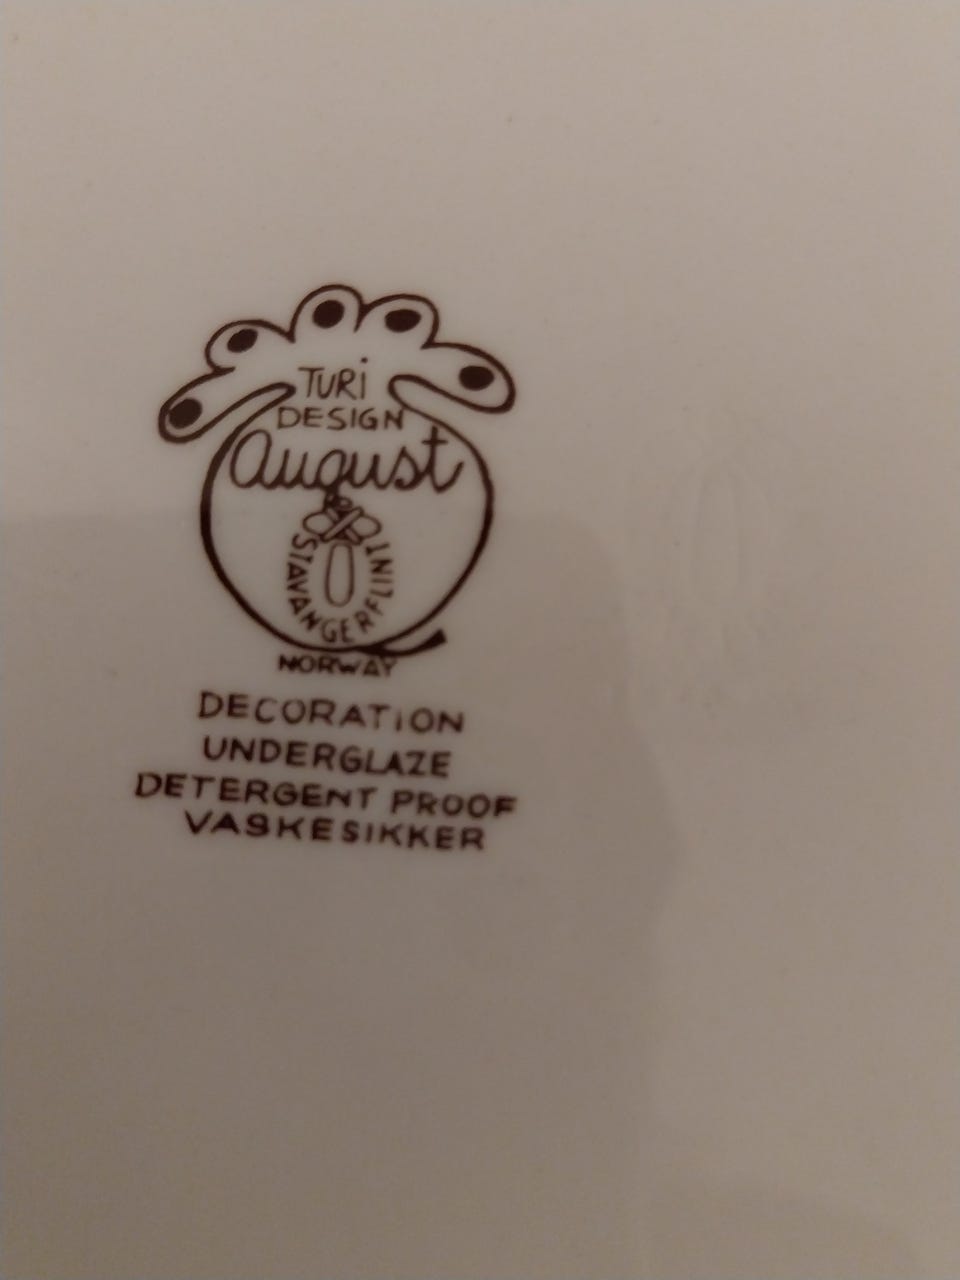 TURi
DESIGN
August
STAVANGERFLINT
NORWAY
DECORATiON
UNDERGLAZE
DETERGENT PROOF
VASKESIKKER